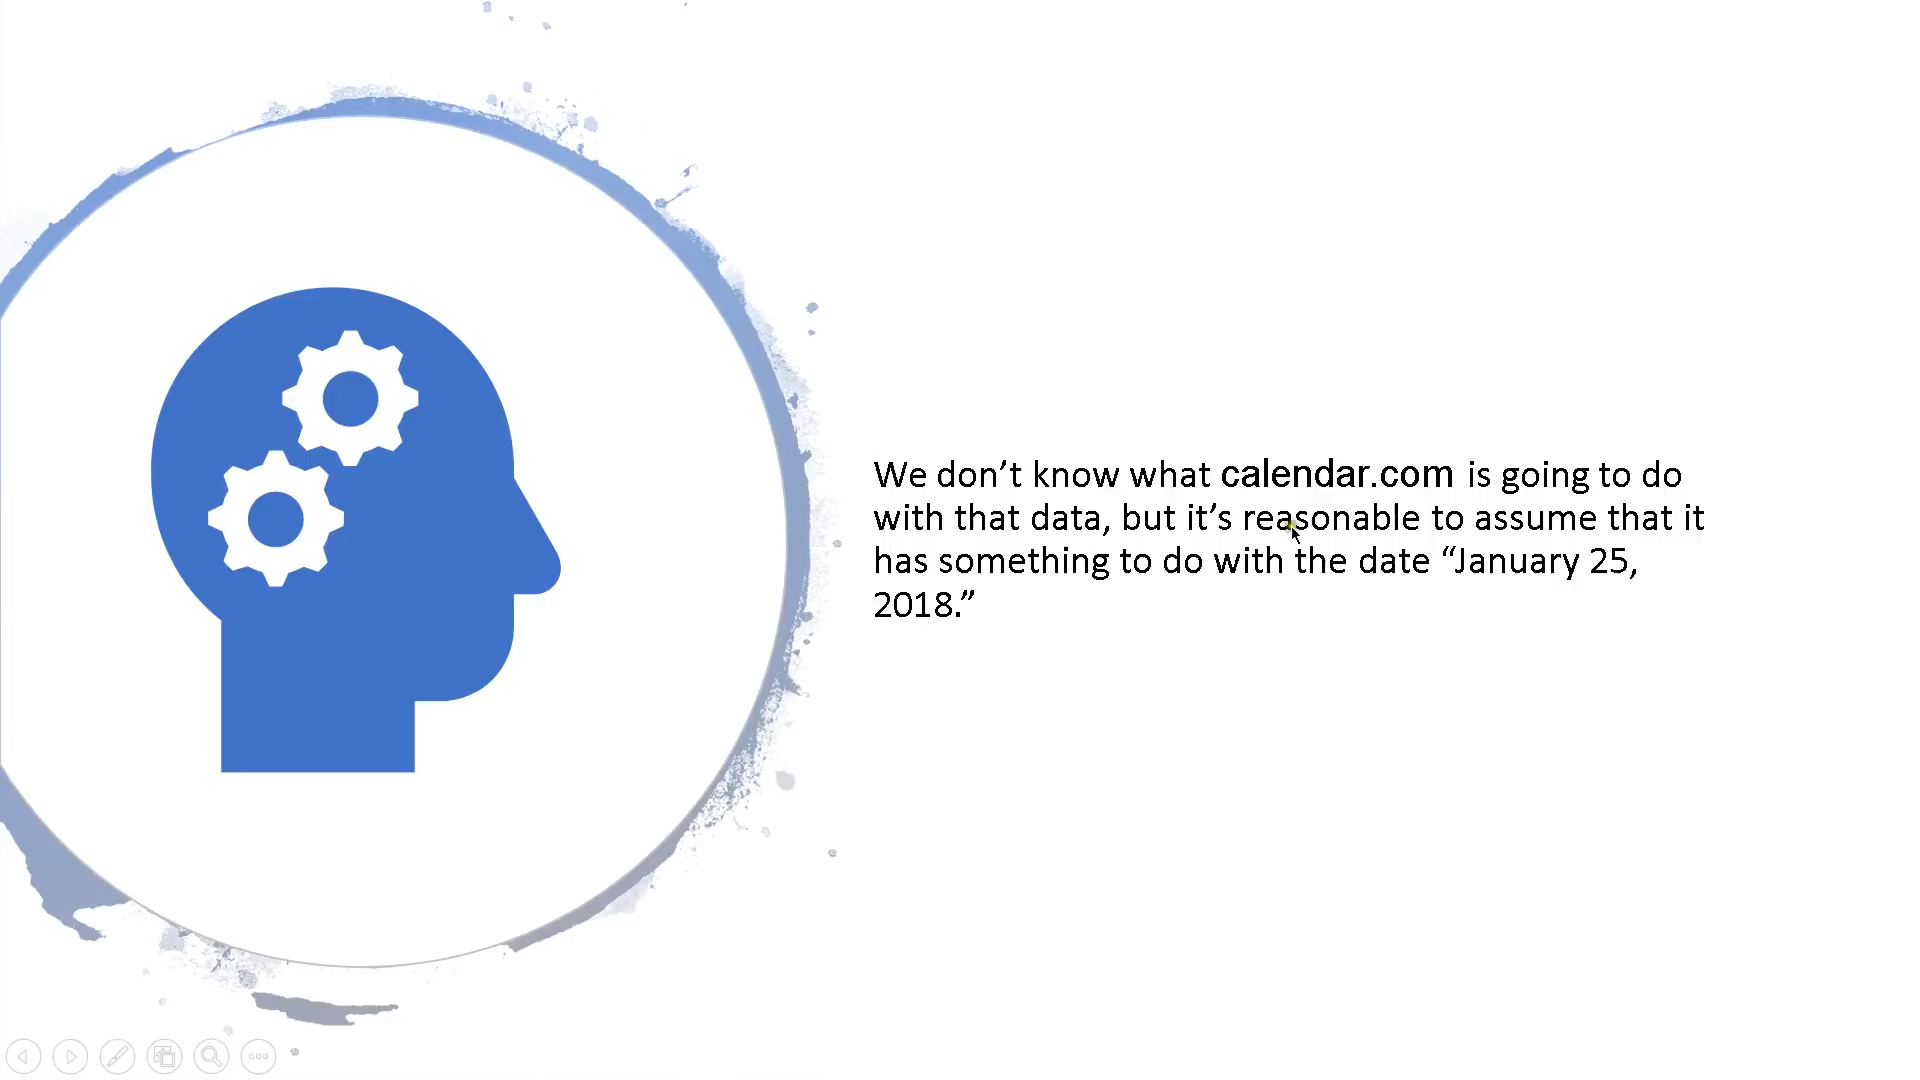 We don’t know what calendar.com is going to do
with that data, but it’s reasonable to assume that it
has something to do with the date “January 25,
2018.”